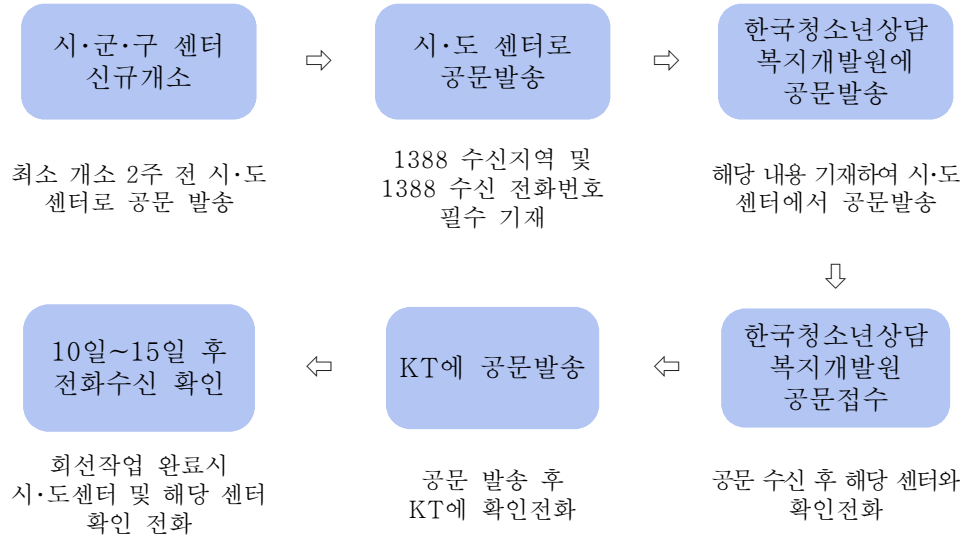 시·군·구 센터
신규개소
⇨
시·도 센터로
공문발송
⇨
한국청소년상담
복지개발원에
공문발송
최소 개소 2주 전 시·도
센터로 공문 발송
1388 수신지역 및
1388 수신 전화번호
필수 기재
해당 내용 기재하여 시·도
센터에서 공문발송
⇩
한국청소년상담
복지개발원
공문접수
⇦
KT에 공문발송
⇦
10일~15일 후
전화수신 확인
공문 수신 후 해당 센터와
확인전화
공문 발송 후
KT에 확인전화
회선작업 완료시
시·도센터 및 해당 센터
확인 전화